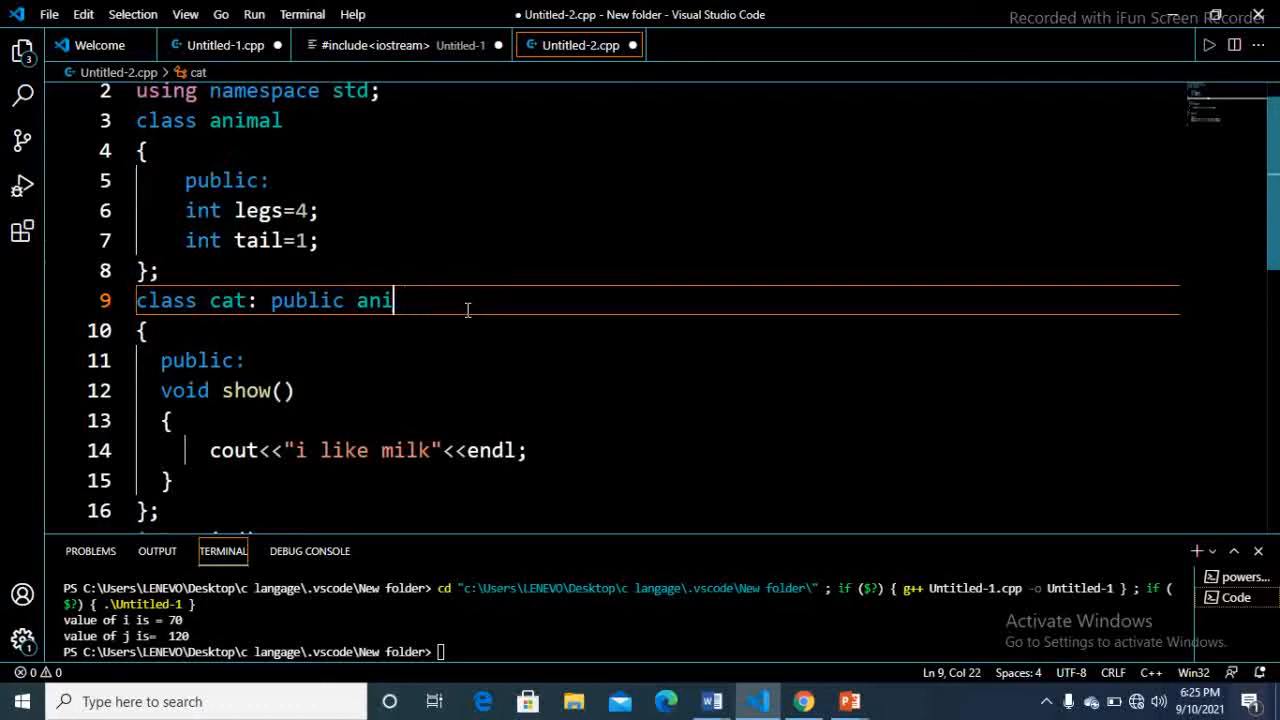 File Edit Selection View Go Run Terminal Help
● Untitled-2.cpp - New folder - Visual Studio Code
Recorded with iFun Screen Recorder
Welcome
Untitled-1.cpp
#include<iostream> Untitled-1
Untitled-2.cpp
Untitled-2.cpp > cat
2 using namespace std;
3 class animal
4 {
5 public:
6 int legs=4;
7 int tail=1;
8 };
9 class cat: public ani
10 {
11 public:
12 void show()
13 {
14 cout<<"i like milk"<<endl;
15 }
16 };
3
PROBLEMS OUTPUT TERMINAL DEBUG CONSOLE
PS C:\Users\LENEVO\Desktop\c langage\.vscode\New folder> cd "c:\Users\LENEVO\Desktop\c langage\.vscode\New folder\" ; if ($?) { g++ Untitled-1.cpp -o Untitled-1 } ; if (
$?) { .\Untitled-1 }
value of i is = 70
value of j is= 120
PS C:\Users\LENEVO\Desktop\c langage\.vscode\New folder>
powers...
Code
Activate Windows
Go to Settings to activate Windows.
1
0 0
Ln 9, Col 22 Spaces: 4 UTF-8 CRLF C++ Win32
Type here to search
6:25 PM
9/10/2021
1